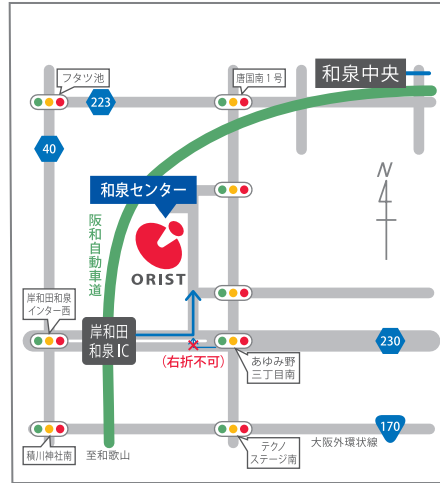 フタツ池
唐国南1号
和泉中央
223
40
N
和泉センター
阪和自動車道
ORIST
岸和田和泉
インター西
岸和田
和泉IC
(右折不可)
あゆみ野
三丁目南
230
積川神社南
至和歌山
テクノ
ステージ南
大阪外環状線
170